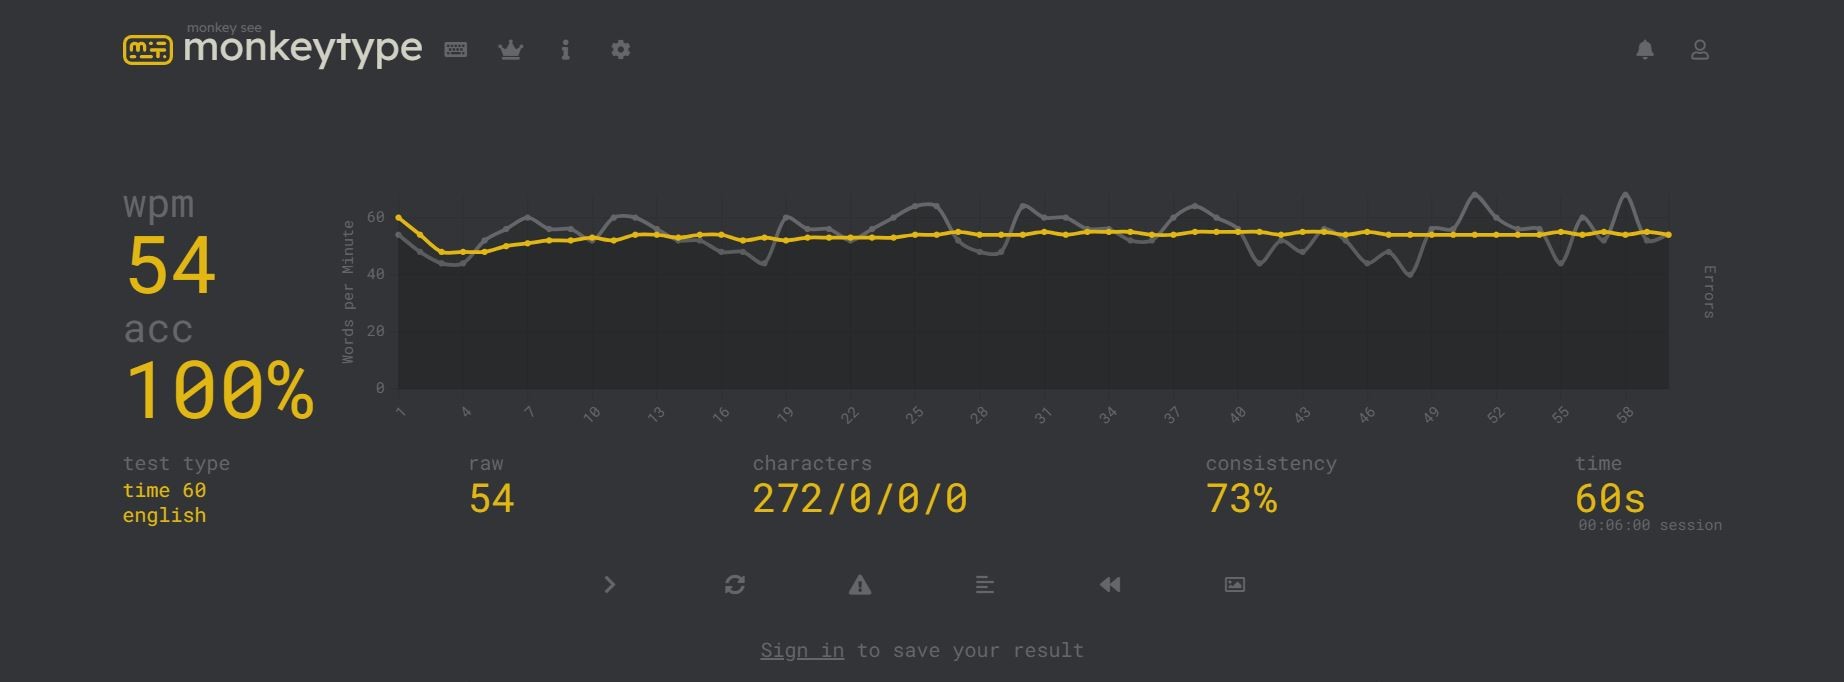 monkey see
monkeytype
wpm
54
acc
100%
Words per Minute
60
40
20
0
1 4 7 10 13 16 19 22 25 28 31 34 37 40 43 46 49 52 55 58
Errors
test type
time 60
english
raw
54
characters
272/0/0/0
consistency
73%
time
60s
00:06:00 session
Sign in to save your result